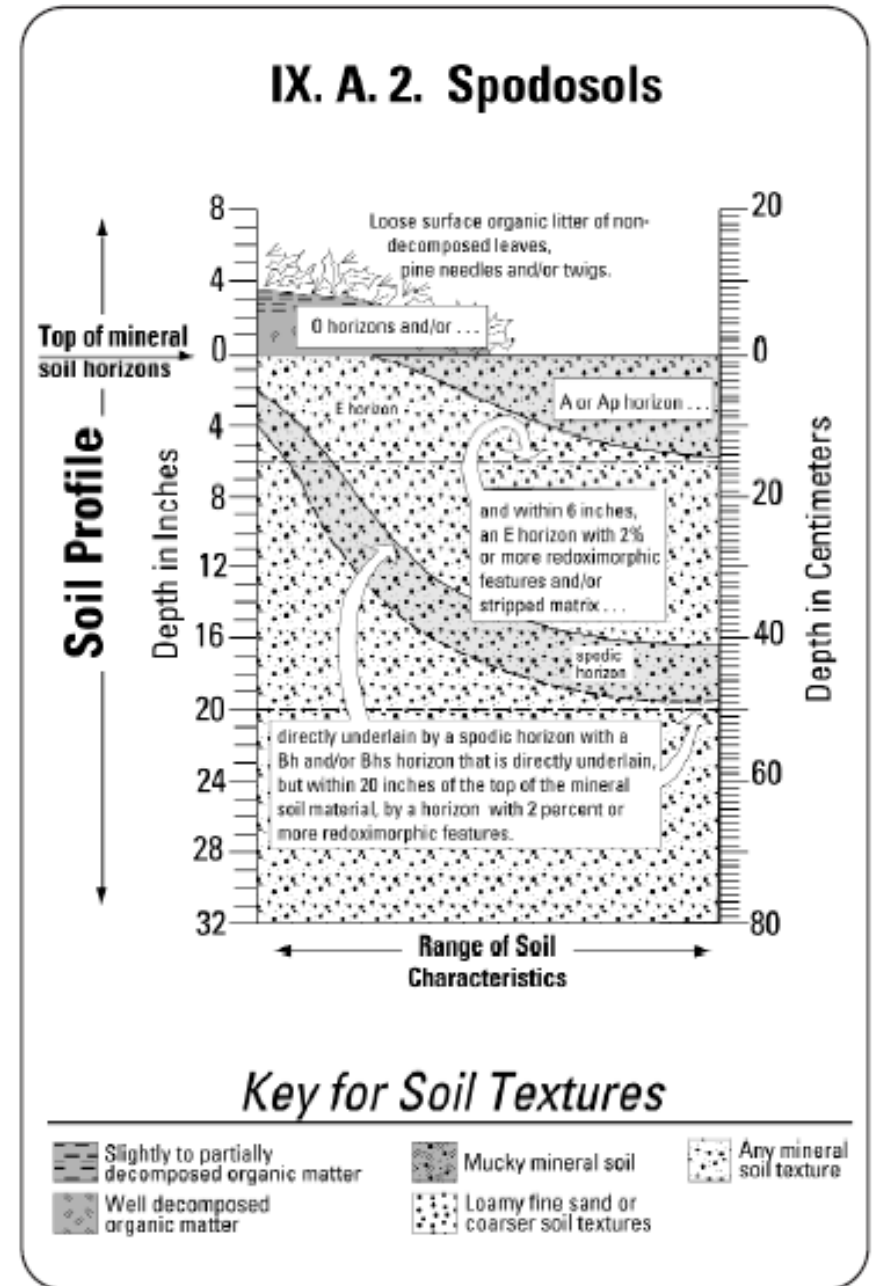 IX. A. 2. Spodosols
8
4
0
4
8
12
16
20
24
28
32
20
0
20
40
60
80
Loose surface organic litter of non-
decomposed leaves,
pine needles and/or twigs.
O horizons and/or . . .
Top of mineral
soil horizons
A or Ap horizon . . .
E horizon
Soil Profile
Depth in Inches
Depth in Centimeters
and within 6 inches,
an E horizon with 2%
or more redoximorphic
features and/or
stripped matrix . . .
spodic
horizon
directly underlain by a spodic horizon with a
Bh and/or Bhs horizon that is directly underlain,
but within 20 inches of the top of the mineral
soil material, by a horizon with 2 percent or
more redoximorphic features.
Range of Soil
Characteristics
Key for Soil Textures
Slightly to partially
decomposed organic matter
Well decomposed
organic matter
Mucky mineral soil
Loamy fine sand or
coarser soil textures
Any mineral
soil texture